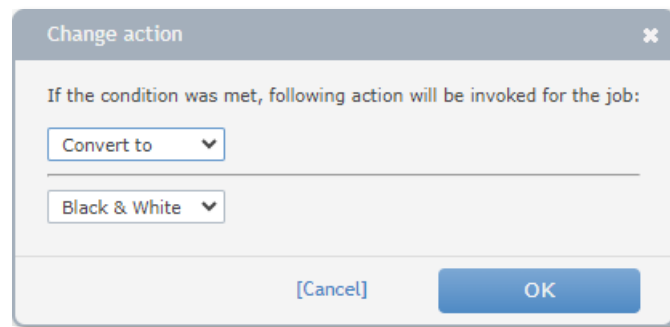 Change action
If the condition was met, following action will be invoked for the job:
Convert to
Black & White
[Cancel]
OK